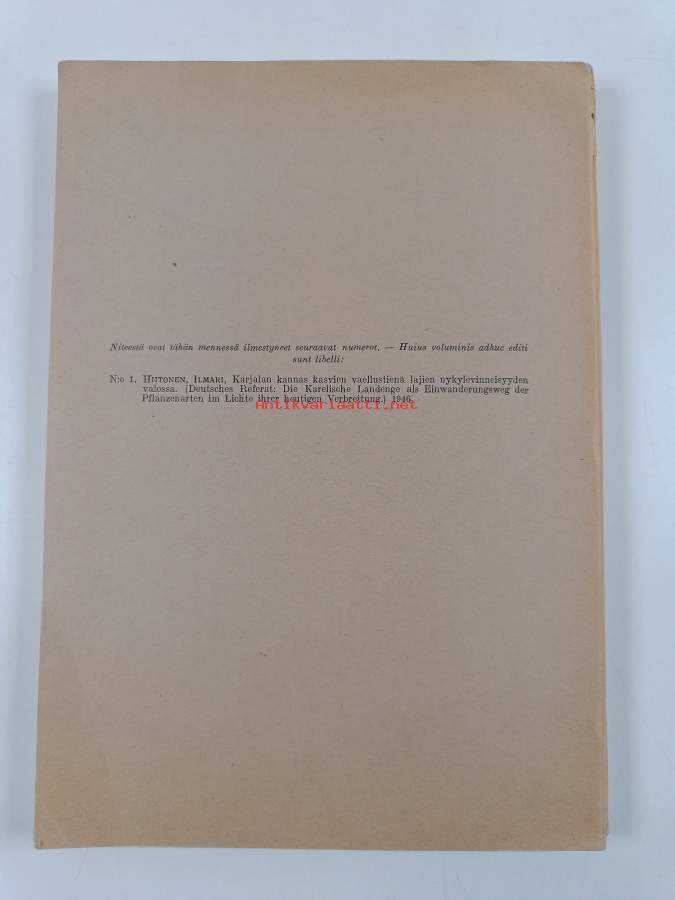 Niteestä ovat tähän mennessä ilmestyneet seuraavat numerot. — Huius voluminis adhuc editi
sunt libelli:
N:o 1. HIITONEN, ILMARI, Karjalan kannas kasvien vaellustienä lajien nykylevinneisyyden
valossa. (Deutsches Referat: Die Karelische Landenge als Einwanderungsweg der
Pflanzenarten im Lichte ihrer heutigen Verbreitung.) 1946.
Antikvariaatti.net